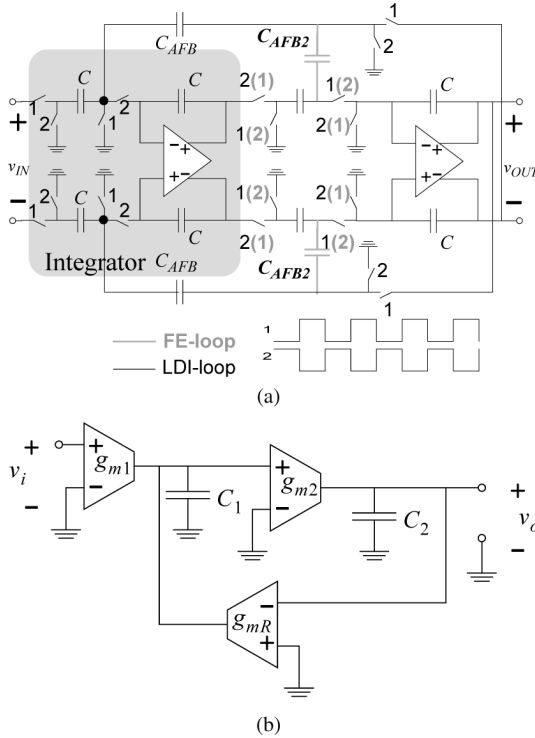 C_AFB
C_AFB2
1
2
C
C
2(1)
1(2)
C
1
2
1
2
2
1(2)
2(1)
+
v_IN
−
−+
+−
−+
+−
+
v_OUT
−
1(2)
2(1)
1
2
C
1
2
C
2(1)
1(2)
C
Integrator
C_AFB
C_AFB2
2
1
FE-loop
LDI-loop
1
2
(a)
+
v_i
−
+
g_m1
−
C_1
+
g_m2
−
C_2
+
v_o
−
g_mR
−
+
(b)